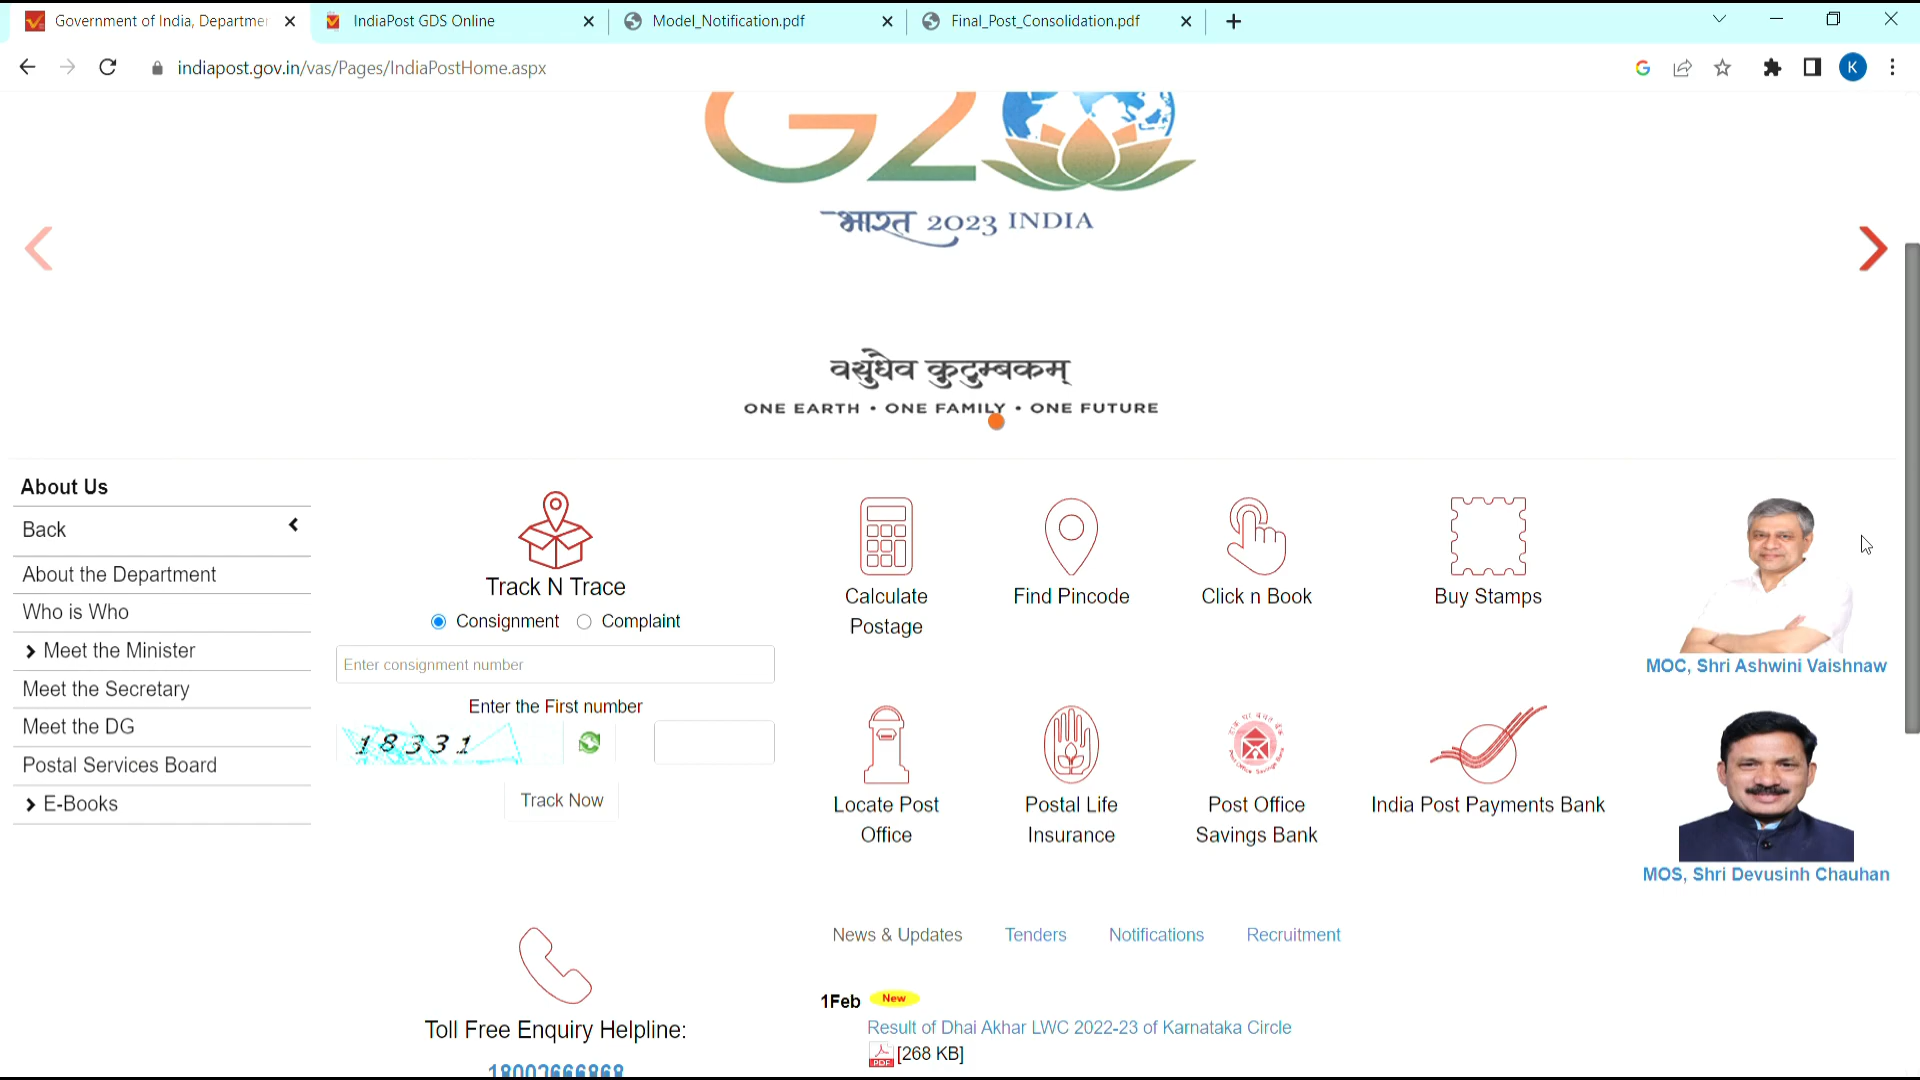 Government of India, Departmer
IndiaPost GDS Online
Model_Notification.pdf
Final_Post_Consolidation.pdf
indiapost.gov.in/vas/Pages/IndiaPostHome.aspx
K
G20
भारत 2023 INDIA
वसुधैव कुटुम्बकम्
ONE EARTH • ONE FAMILY • ONE FUTURE
About Us
Back
About the Department
Who is Who
Meet the Minister
Meet the Secretary
Meet the DG
Postal Services Board
E-Books
Track N Trace
Consignment Complaint
Enter consignment number
Enter the First number
18331
Track Now
Calculate
Postage
Find Pincode
Click n Book
Buy Stamps
MOC, Shri Ashwini Vaishnaw
Locate Post
Office
Postal Life
Insurance
Post Office
Savings Bank
India Post Payments Bank
MOS, Shri Devusinh Chauhan
Toll Free Enquiry Helpline:
18002666868
News & Updates Tenders Notifications Recruitment
1Feb New
Result of Dhai Akhar LWC 2022-23 of Karnataka Circle
PDF [268 KB]